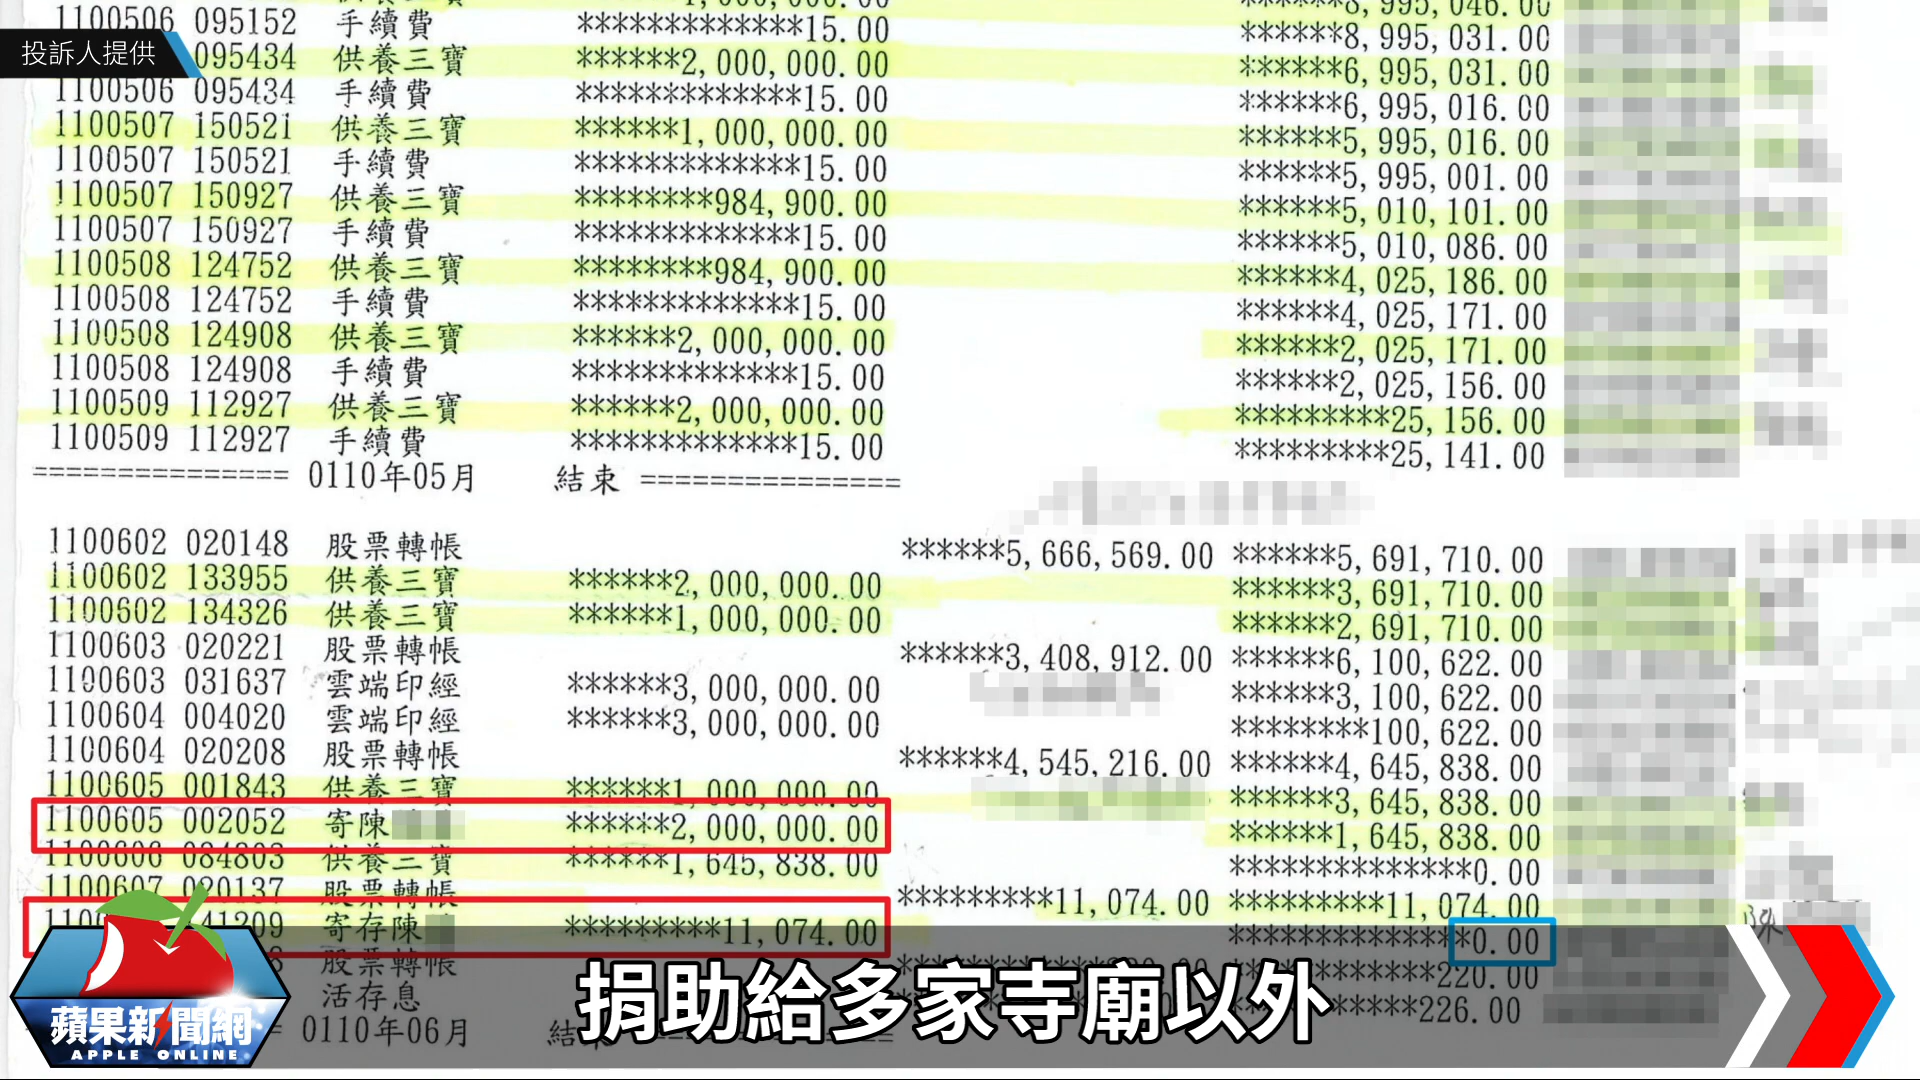 ******1,000,000.00 ******8,995,046.00
1100506 095152 手續費 *************15.00 ******8,995,031.00
投訴人提供
095434 供養三寶 ******2,000,000.00 ******6,995,031.00
1100506 095434 手續費 *************15.00 ******6,995,016.00
1100507 150521 供養三寶 ******1,000,000.00 ******5,995,016.00
1100507 150521 手續費 *************15.00 ******5,995,001.00
1100507 150927 供養三寶 ********984,900.00 ******5,010,101.00
1100507 150927 手續費 *************15.00 ******5,010,086.00
1100508 124752 供養三寶 ********984,900.00 ******4,025,186.00
1100508 124752 手續費 *************15.00 ******4,025,171.00
1100508 124908 供養三寶 ******2,000,000.00 ******2,025,171.00
1100508 124908 手續費 *************15.00 ******2,025,156.00
1100509 112927 供養三寶 ******2,000,000.00 *********25,156.00
1100509 112927 手續費 *************15.00 *********25,141.00
=============== 0110年05月 結束 ===============
1100602 020148 股票轉帳 ******5,666,569.00 ******5,691,710.00
1100602 133955 供養三寶 ******2,000,000.00 ******3,691,710.00
1100602 134326 供養三寶 ******1,000,000.00 ******2,691,710.00
1100603 020221 股票轉帳 ******3,408,912.00 ******6,100,622.00
1100603 031637 雲端印經 ******3,000,000.00 ******3,100,622.00
1100604 004020 雲端印經 ******3,000,000.00 ********100,622.00
1100604 020208 股票轉帳 ******4,545,216.00 ******4,645,838.00
1100605 001843 供養三寶 ******1,000,000.00 ******3,645,838.00
1100605 002052 寄陳 ******2,000,000.00 ******1,645,838.00
1100606 084803 供養三寶 ******1,645,838.00 **************0.00
1100607 020137 股票轉帳 *********11,074.00 *********11,074.00
41209 寄存陳 *********11,074.00 **************0.00
股票轉帳 ************220.00
活存息 ************226.00
0110年06月 結束
捐助給多家寺廟以外
蘋果新聞網
APPLE ONLINE